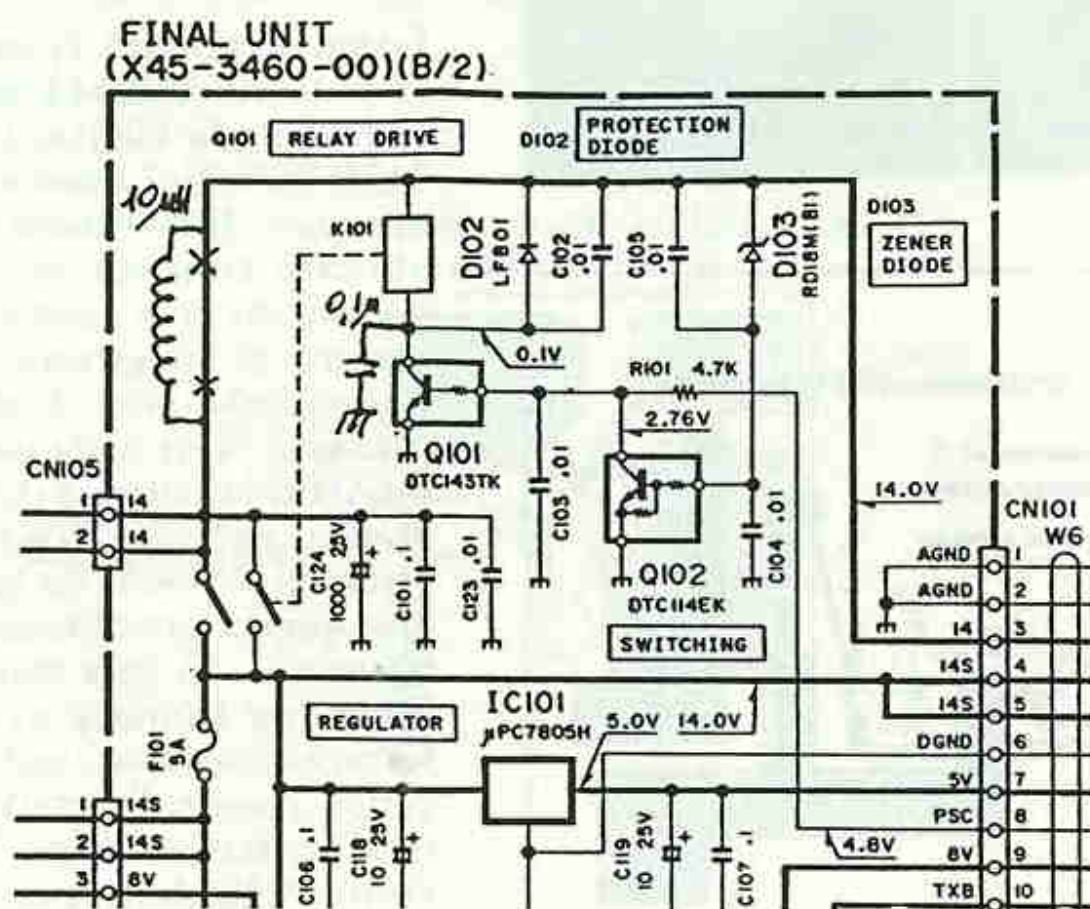 FINAL UNIT
(X45-3460-00)(B/2)
Q101 RELAY DRIVE
D102 PROTECTION
DIODE
10μH
K101
D102
LFB01
C102
.01
C105
.01
D103
RD18M(B1)
D103
ZENER
DIODE
0.1μ
0.1V
R101 4.7K
2.76V
Q101
DTC143TK
C103 .01
C104 .01
14.0V
CN105
1 14
2 14
C124
1000 25V
+
C101 .1
C123 .01
Q102
DTC114EK
SWITCHING
CN101
W6
AGND 1
AGND 2
14 3
14S 4
14S 5
DGND 6
5V 7
PSC 8
8V 9
TXB 10
F101
5A
REGULATOR
IC101
μPC7805H
5.0V
14.0V
4.8V
1 14S
2 14S
3 8V
C106 .1
C118
10 25V
+
C119
10 25V
+
C107 .1